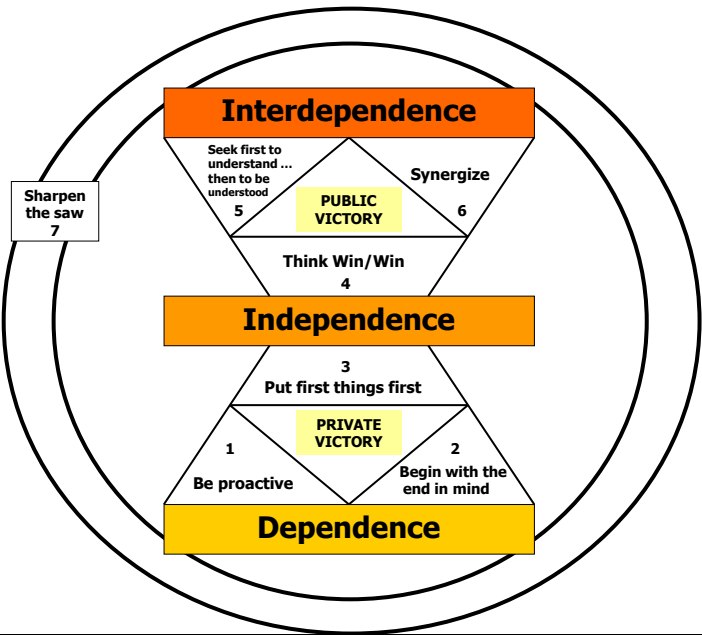 Interdependence
Seek first to
understand ...
then to be
understood
5
PUBLIC
VICTORY
Synergize
6
Sharpen
the saw
7
Think Win/Win
4
Independence
3
Put first things first
1
Be proactive
PRIVATE
VICTORY
2
Begin with the
end in mind
Dependence